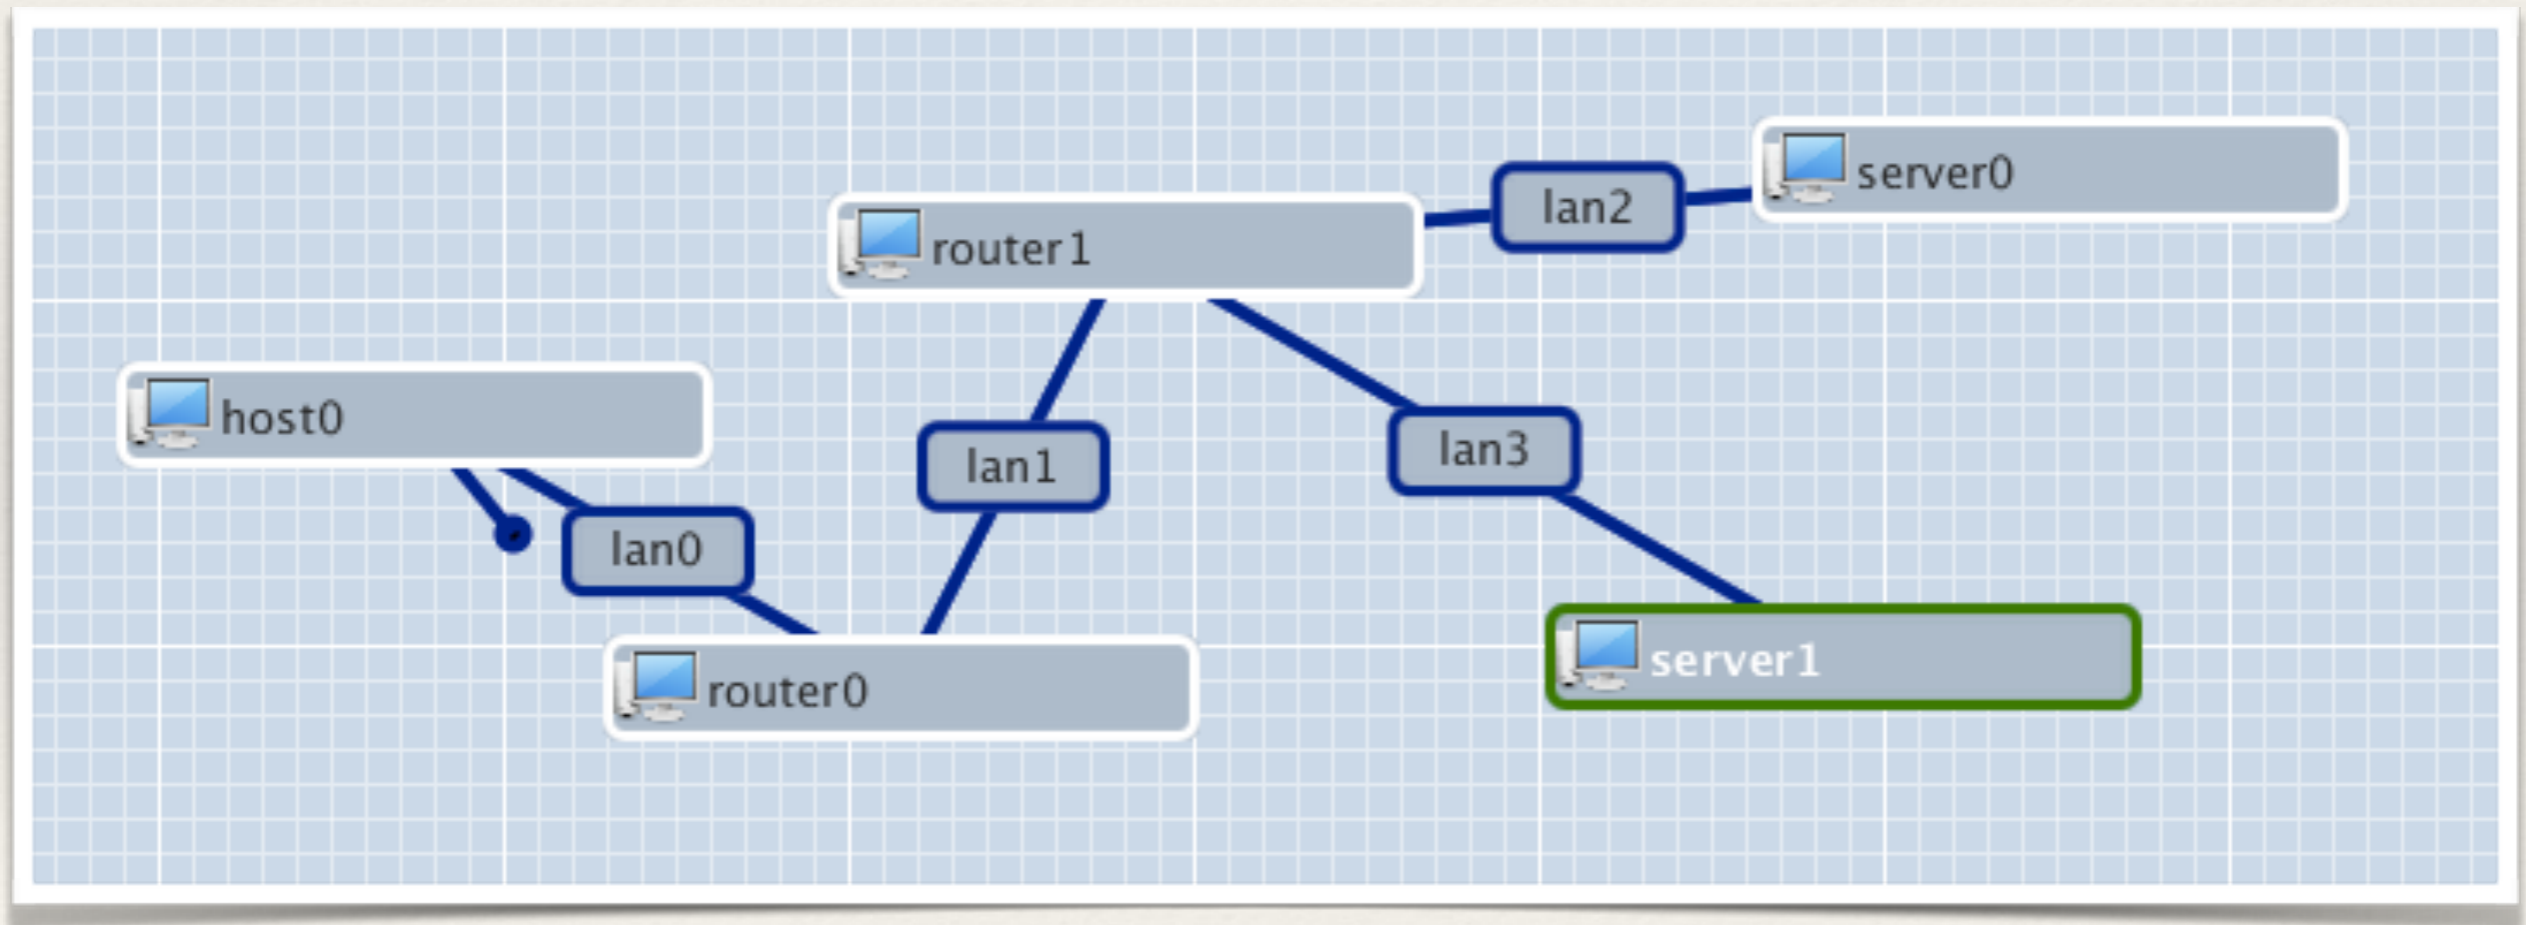 server0
lan2
router1
host0
lan3
lan1
lan0
server1
router0